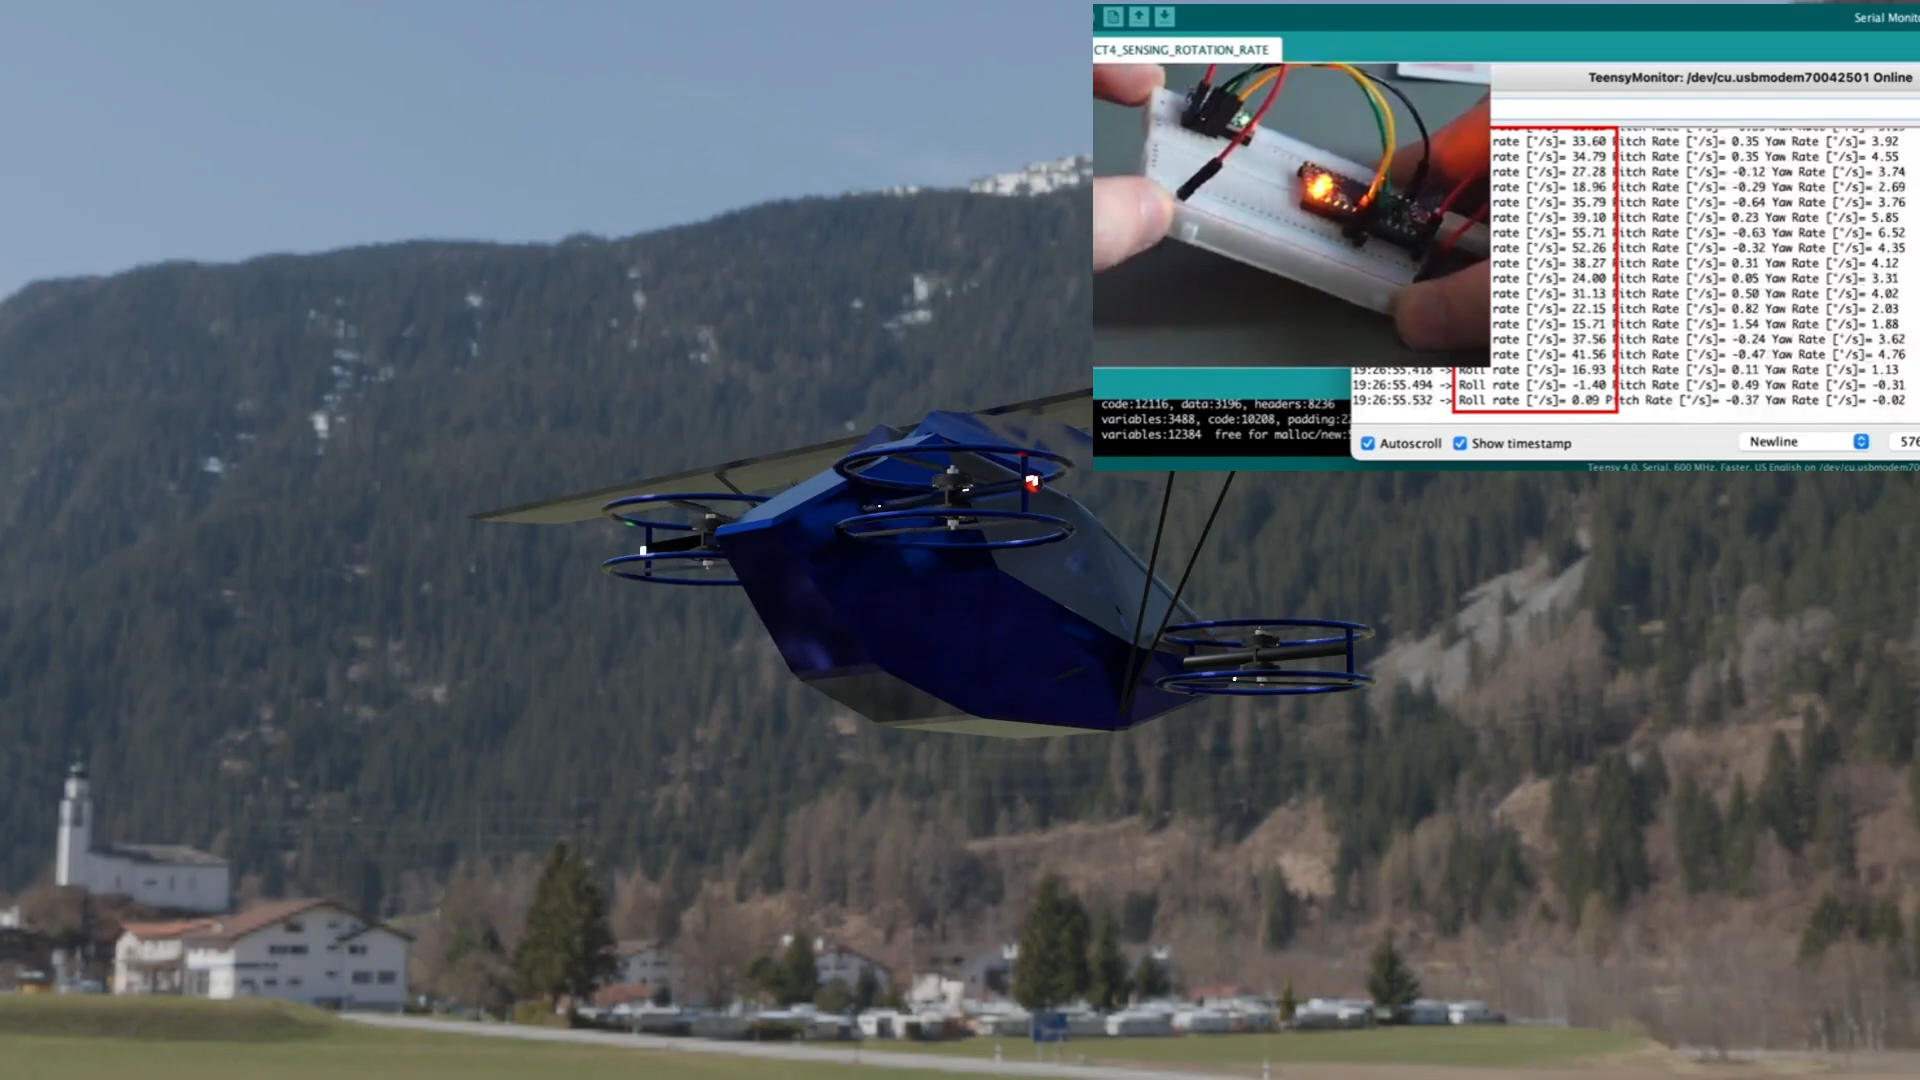 Serial Monit
CT4_SENSING_ROTATION_RATE
TeensyMonitor: /dev/cu.usbmodem70042501 Online
rate [°/s]= 33.60 Pitch Rate [°/s]= 0.35 Yaw Rate [°/s]= 3.92
rate [°/s]= 34.79 Pitch Rate [°/s]= 0.35 Yaw Rate [°/s]= 4.55
rate [°/s]= 27.28 Pitch Rate [°/s]= -0.12 Yaw Rate [°/s]= 3.74
rate [°/s]= 18.96 Pitch Rate [°/s]= -0.29 Yaw Rate [°/s]= 2.69
rate [°/s]= 35.79 Pitch Rate [°/s]= -0.64 Yaw Rate [°/s]= 3.76
rate [°/s]= 39.10 Pitch Rate [°/s]= 0.23 Yaw Rate [°/s]= 5.85
rate [°/s]= 55.71 Pitch Rate [°/s]= -0.63 Yaw Rate [°/s]= 6.52
rate [°/s]= 52.26 Pitch Rate [°/s]= -0.32 Yaw Rate [°/s]= 4.35
rate [°/s]= 38.27 Pitch Rate [°/s]= 0.31 Yaw Rate [°/s]= 4.12
rate [°/s]= 24.00 Pitch Rate [°/s]= 0.05 Yaw Rate [°/s]= 3.31
rate [°/s]= 31.13 Pitch Rate [°/s]= 0.50 Yaw Rate [°/s]= 4.02
rate [°/s]= 22.15 Pitch Rate [°/s]= 0.82 Yaw Rate [°/s]= 2.03
rate [°/s]= 15.71 Pitch Rate [°/s]= 1.54 Yaw Rate [°/s]= 1.88
rate [°/s]= 37.56 Pitch Rate [°/s]= -0.24 Yaw Rate [°/s]= 3.62
rate [°/s]= 41.56 Pitch Rate [°/s]= -0.47 Yaw Rate [°/s]= 4.76
19:26:55.418 -> Roll rate [°/s]= 16.93 Pitch Rate [°/s]= 0.11 Yaw Rate [°/s]= 1.13
19:26:55.494 -> Roll rate [°/s]= -1.40 Pitch Rate [°/s]= 0.49 Yaw Rate [°/s]= -0.31
19:26:55.532 -> Roll rate [°/s]= 0.09 Pitch Rate [°/s]= -0.37 Yaw Rate [°/s]= -0.02
code:12116, data:3196, headers:8236
variables:3488, code:10208, padding:2
variables:12384 free for malloc/new:
Autoscroll Show timestamp Newline 576
Teensy 4.0, Serial, 600 MHz, Faster, US English on /dev/cu.usbmodem70